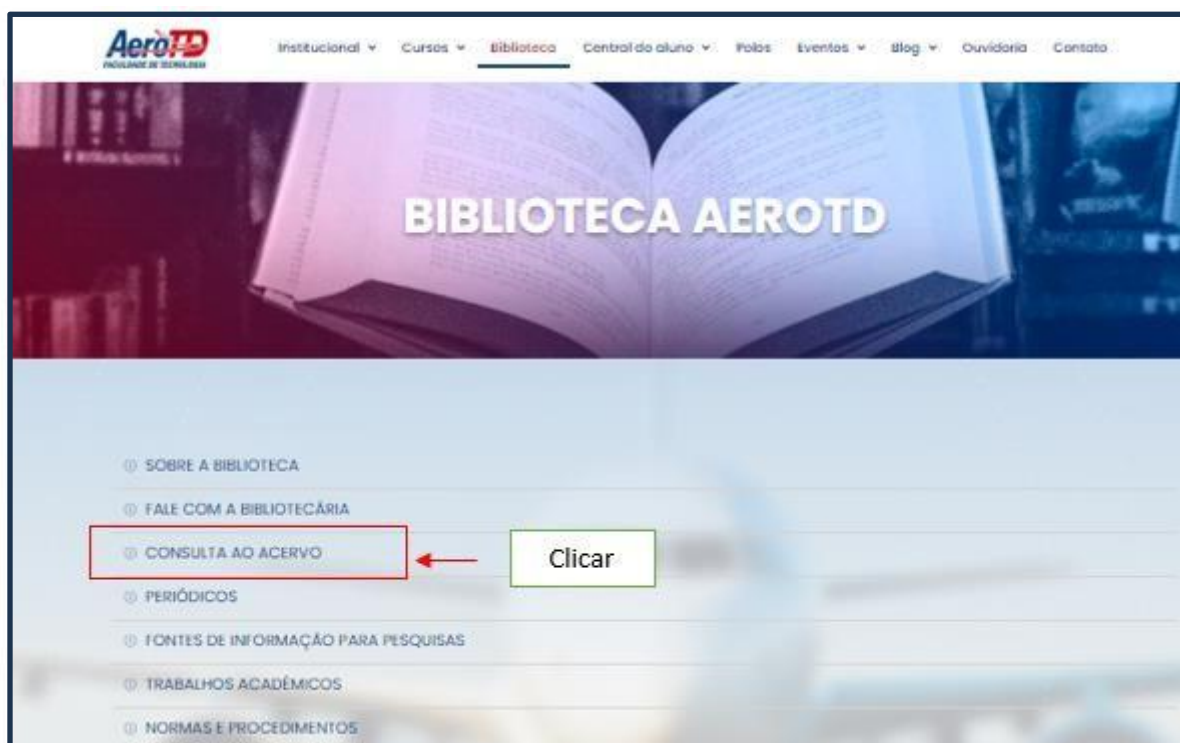 AeroTD
FACULDADE DE TECNOLOGIA
Institucional Cursos Biblioteca Central do aluno Polos Eventos Blog Ouvidoria Contato
BIBLIOTECA AEROTD
SOBRE A BIBLIOTECA
FALE COM A BIBLIOTECÁRIA
CONSULTA AO ACERVO
Clicar
PERIÓDICOS
FONTES DE INFORMAÇÃO PARA PESQUISAS
TRABALHOS ACADÊMICOS
NORMAS E PROCEDIMENTOS